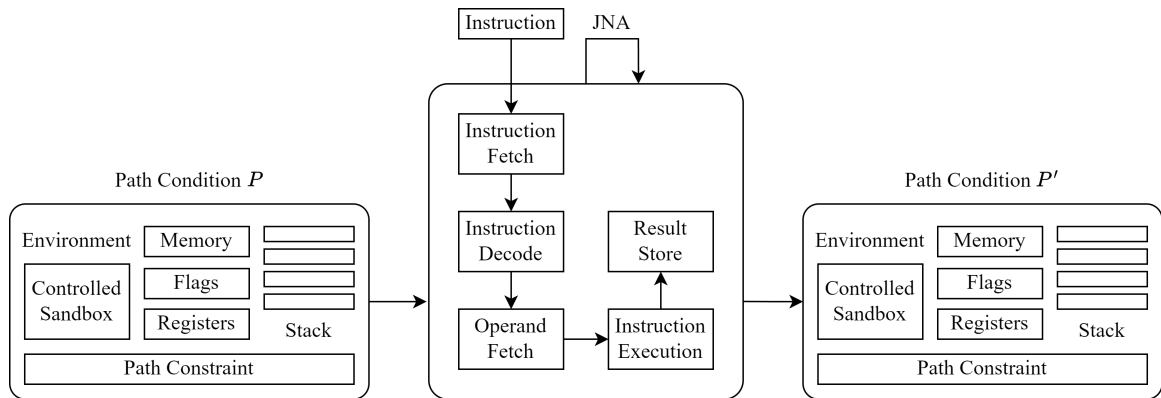 Instruction
JNA
Instruction
Fetch
Path Condition P
Environment
Memory
Controlled
Sandbox
Flags
Registers
Stack
Path Constraint
Instruction
Decode
Operand
Fetch
Result
Store
Instruction
Execution
Path Condition P'
Environment
Memory
Controlled
Sandbox
Flags
Registers
Stack
Path Constraint